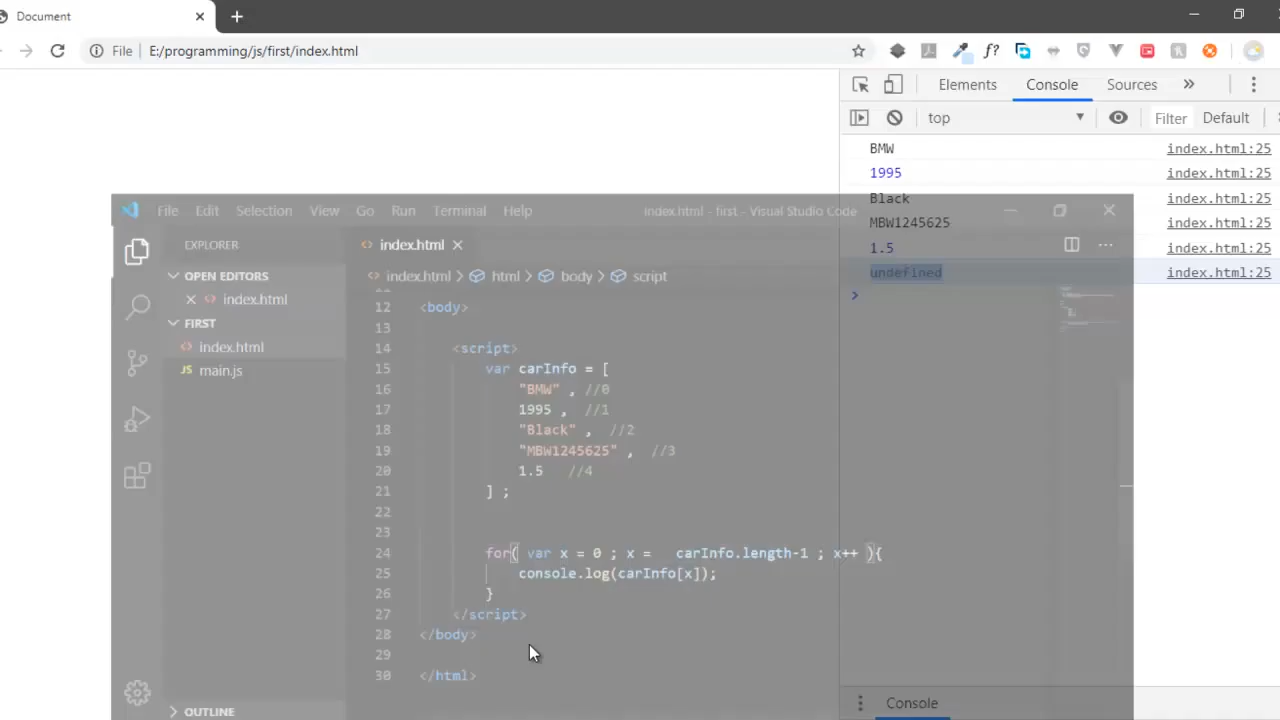 Document
File E:/programming/js/first/index.html
f?
Elements Console Sources »
top Filter Default
BMW index.html:25
1995 index.html:25
Black index.html:25
MBW1245625 index.html:25
1.5 index.html:25
undefined index.html:25
File Edit Selection View Go Run Terminal Help index.html - first - Visual Studio Code
EXPLORER
OPEN EDITORS
index.html
FIRST
index.html
JS main.js
OUTLINE
index.html
index.html > html > body > script
12 <body>
13
14 <script>
15 var carInfo = [
16 "BMW" , //0
17 1995 , //1
18 "Black" , //2
19 "MBW1245625" , //3
20 1.5 //4
21 ] ;
22
23
24 for( var x = 0 ; x = carInfo.length-1 ; x++ ){
25 console.log(carInfo[x]);
26 }
27 </script>
28 </body>
29
30 </html>
Console